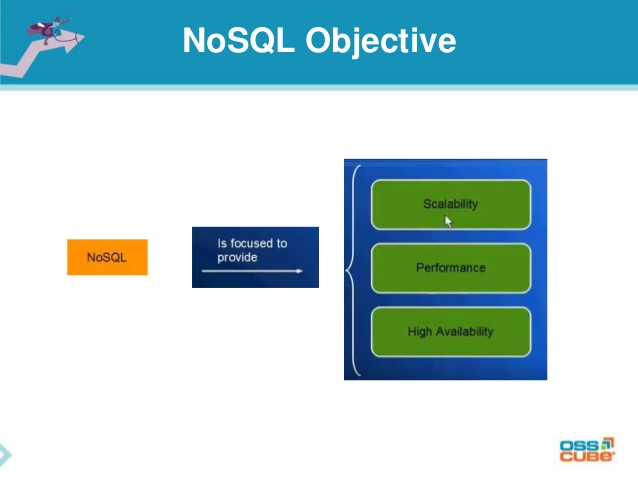 NoSQL Objective
NoSQL
Is focused to
provide
Scalability
Performance
High Availability
OSS
CUBE